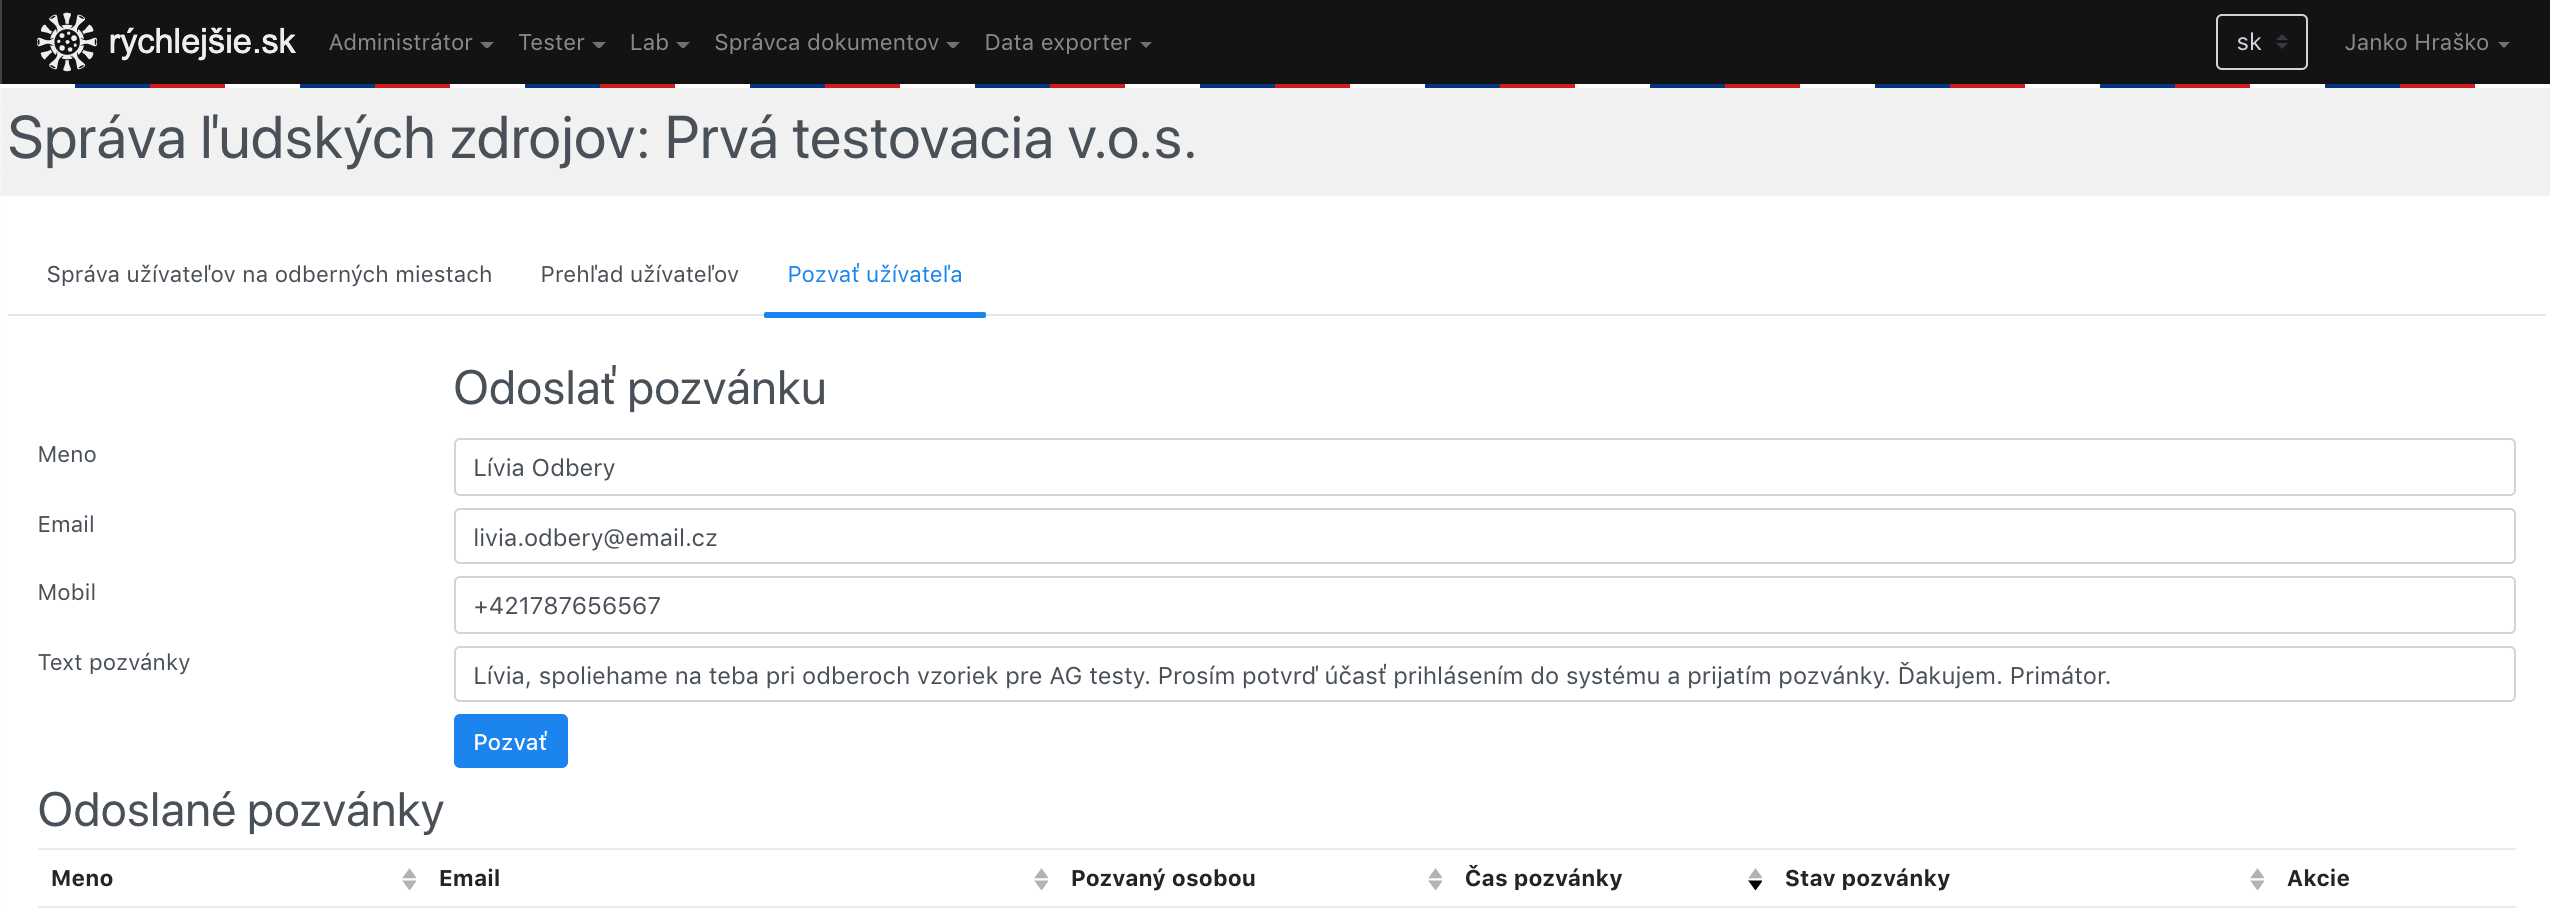 rýchlejšie.sk Administrátor Tester Lab Správca dokumentov Data exporter sk Janko Hraško
Správa ľudských zdrojov: Prvá testovacia v.o.s.
Správa užívateľov na odberných miestach Prehľad užívateľov Pozvať užívateľa
Odoslať pozvánku
Meno Lívia Odbery
Email livia.odbery@email.cz
Mobil +421787656567
Text pozvánky Lívia, spoliehame na teba pri odberoch vzoriek pre AG testy. Prosím potvrď účasť prihlásením do systému a prijatím pozvánky. Ďakujem. Primátor.
Pozvať
Odoslané pozvánky
Meno Email Pozvaný osobou Čas pozvánky Stav pozvánky Akcie